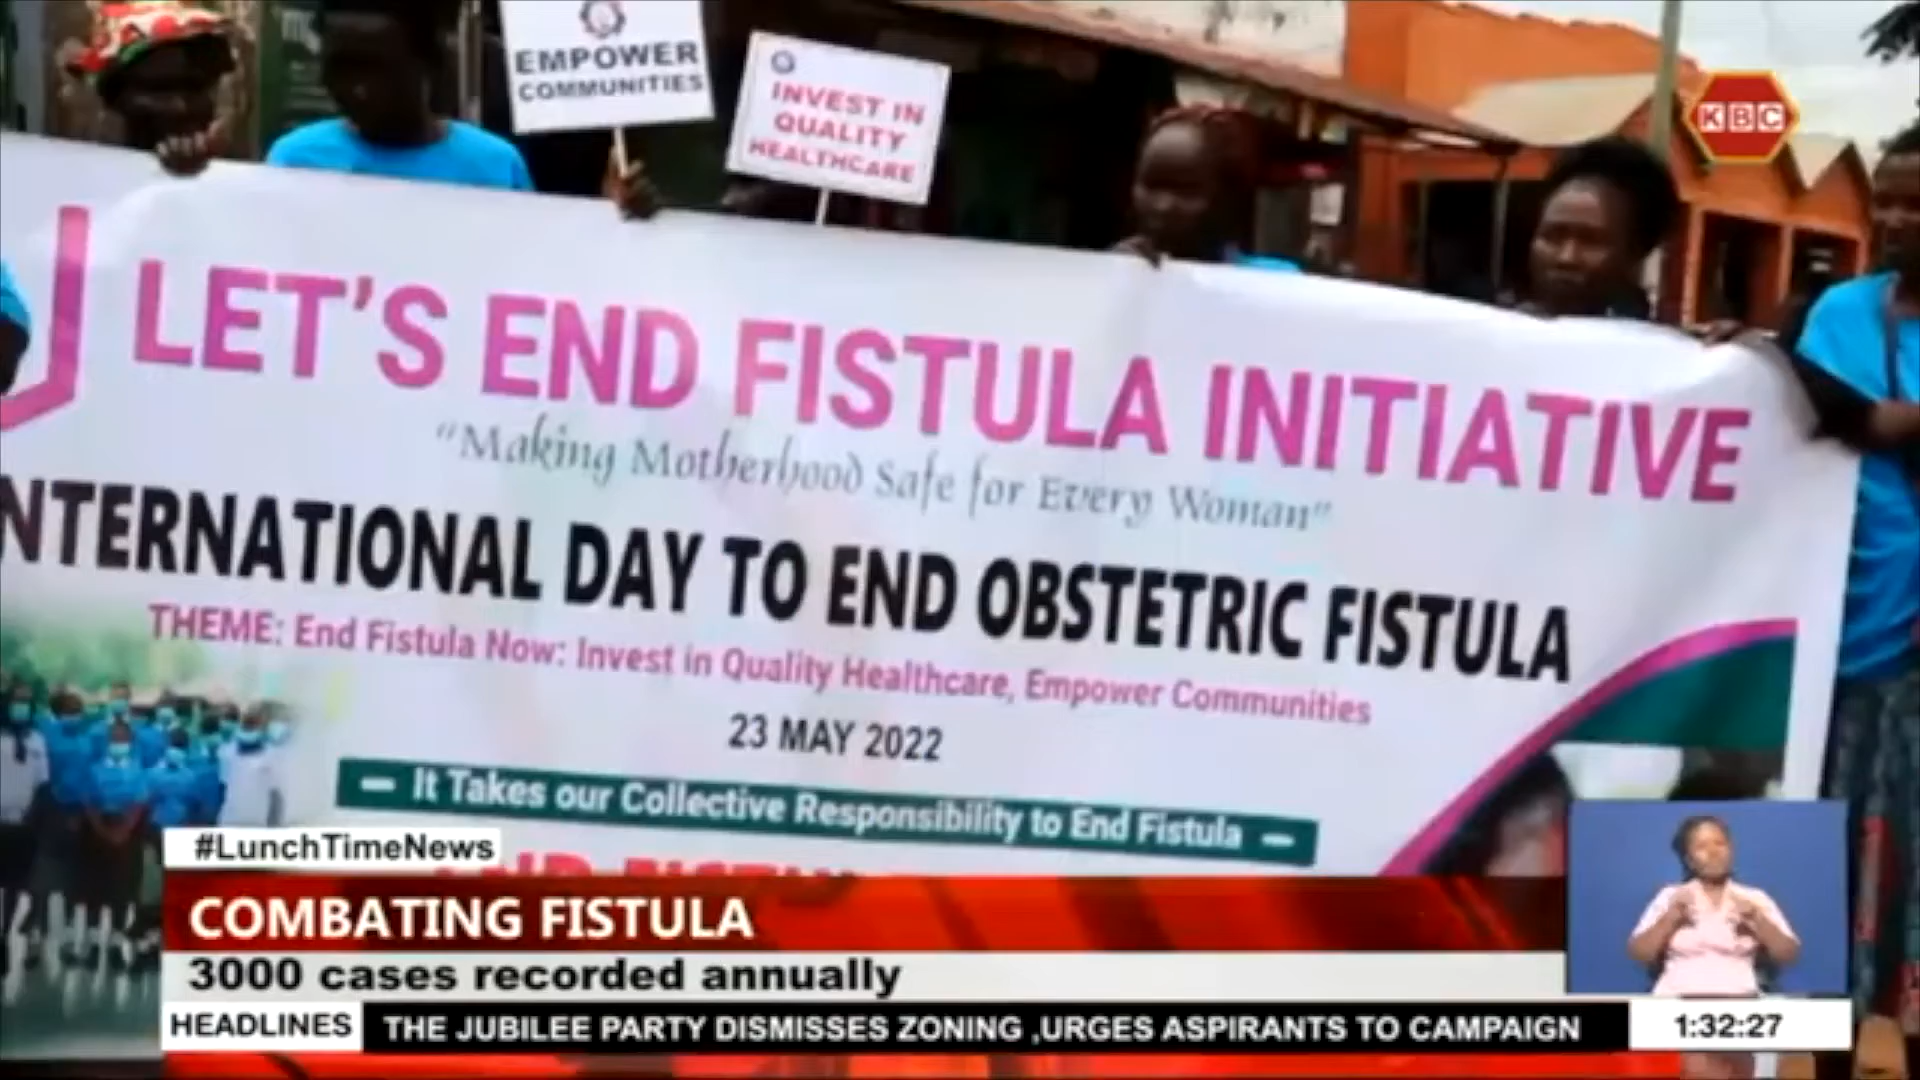 EMPOWER
COMMUNITIES
INVEST IN
QUALITY
HEALTHCARE
KBC
LET'S END FISTULA INITIATIVE
"Making Motherhood Safe for Every Woman"
NTERNATIONAL DAY TO END OBSTETRIC FISTULA
THEME: End Fistula Now: Invest in Quality Healthcare, Empower Communities
23 MAY 2022
— It Takes our Collective Responsibility to End Fistula —
#LunchTimeNews
COMBATING FISTULA
3000 cases recorded annually
HEADLINES
THE JUBILEE PARTY DISMISSES ZONING ,URGES ASPIRANTS TO CAMPAIGN
1:32:27